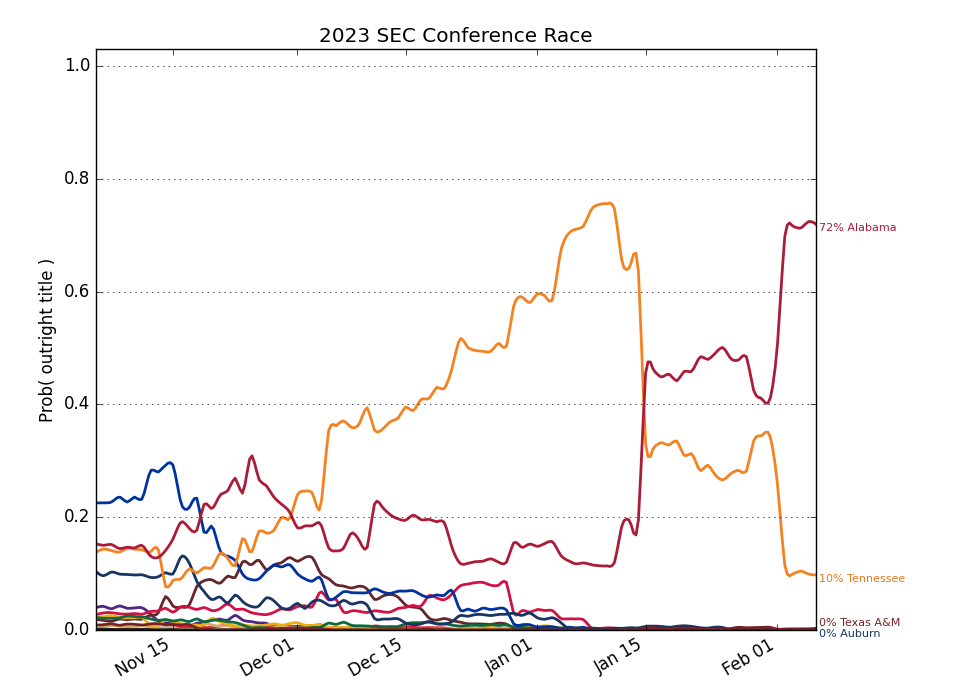 2023 SEC Conference Race
1.0
0.8
0.6
0.4
0.2
0.0
Prob( outright title )
72% Alabama
10% Tennessee
0% Texas A&M
0% Auburn
Nov 15
Dec 01
Dec 15
Jan 01
Jan 15
Feb 01